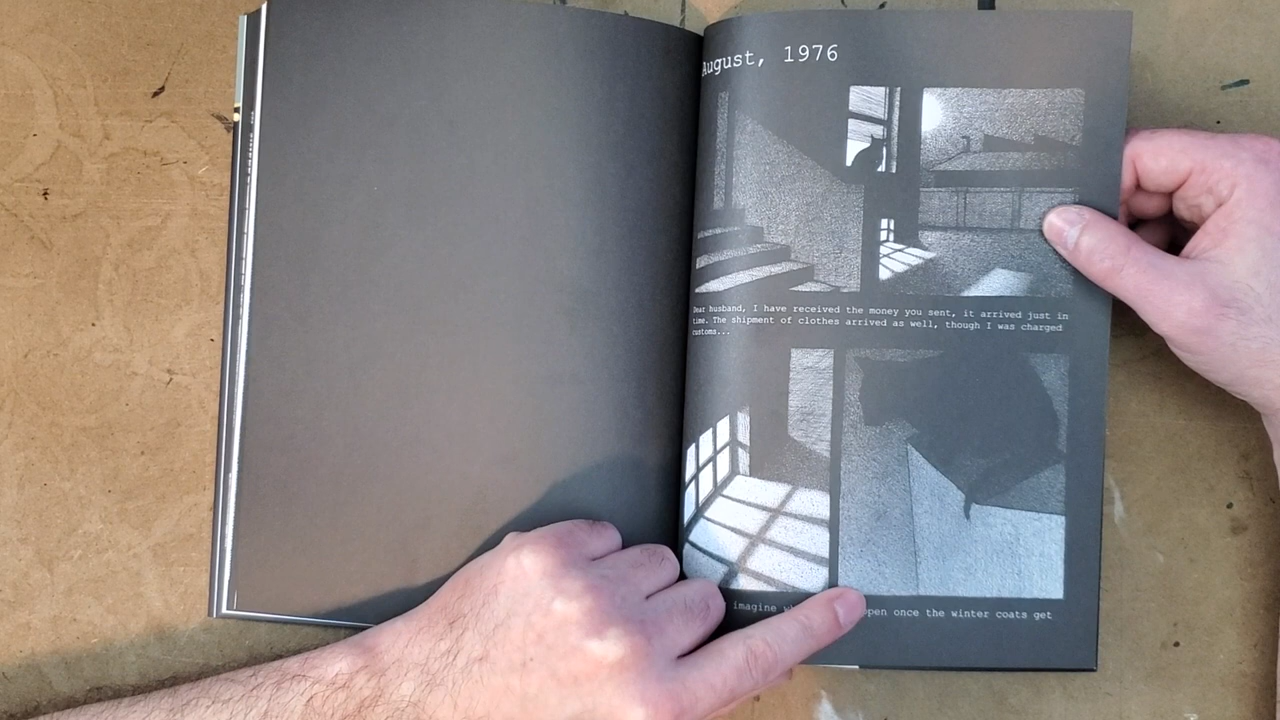 August, 1976
Dear husband, I have received the money you sent, it arrived just in
time. The shipment of clothes arrived as well, though I was charged
customs...
imagine open once the winter coats get